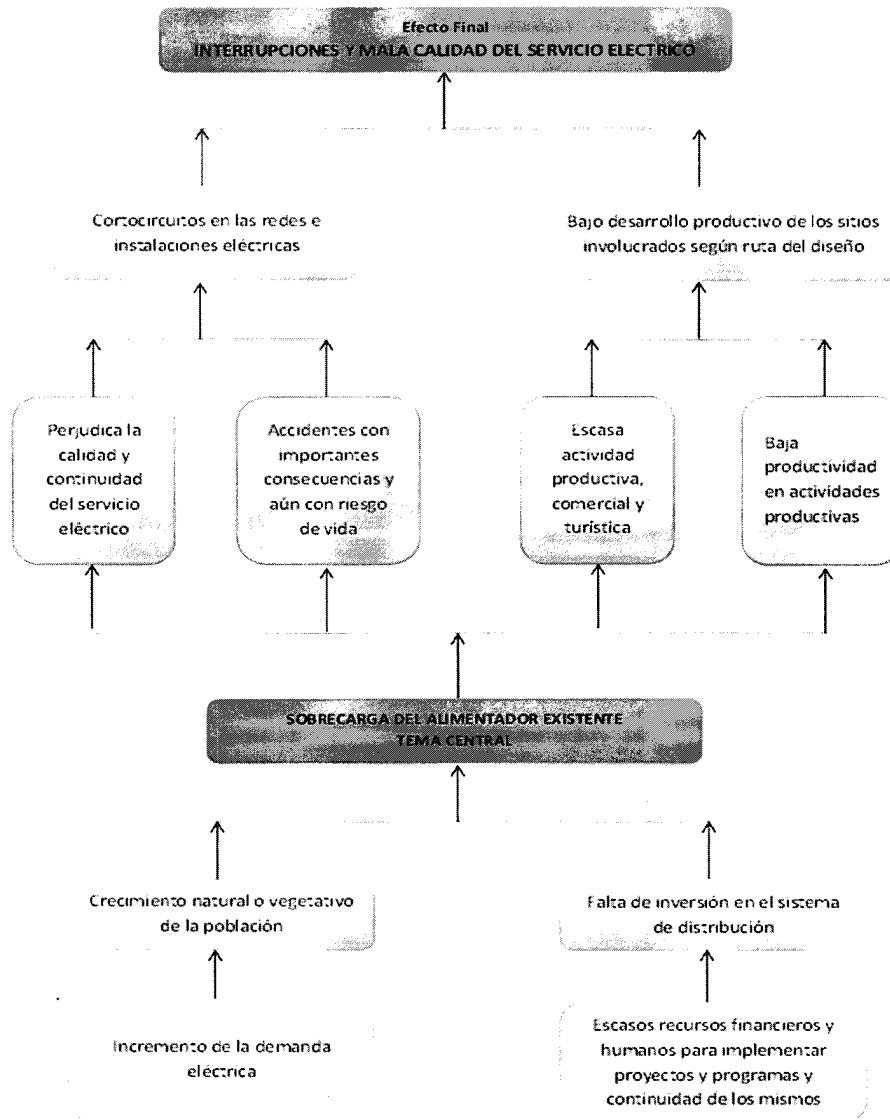 Efecto Final
INTERRUPCIONES Y MALA CALIDAD DEL SERVICIO ELECTRICO
Cortocircuitos en las redes e
instalaciones eléctricas
Bajo desarrollo productivo de los sitios
involucrados según ruta del diseño
Perjudica la
calidad y
continuidad
del servicio
eléctrico
Accidentes con
importantes
consecuencias y
aún con riesgo
de vida
Escasa
actividad
productiva,
comercial y
turística
Baja
productividad
en actividades
productivas
SOBRECARGA DEL ALIMENTADOR EXISTENTE
TEMA CENTRAL
Crecimiento natural o vegetativo
de la población
Falta de inversión en el sistema
de distribución
Incremento de la demanda
eléctrica
Escasos recursos financieros y
humanos para implementar
proyectos y programas y
continuidad de los mismos